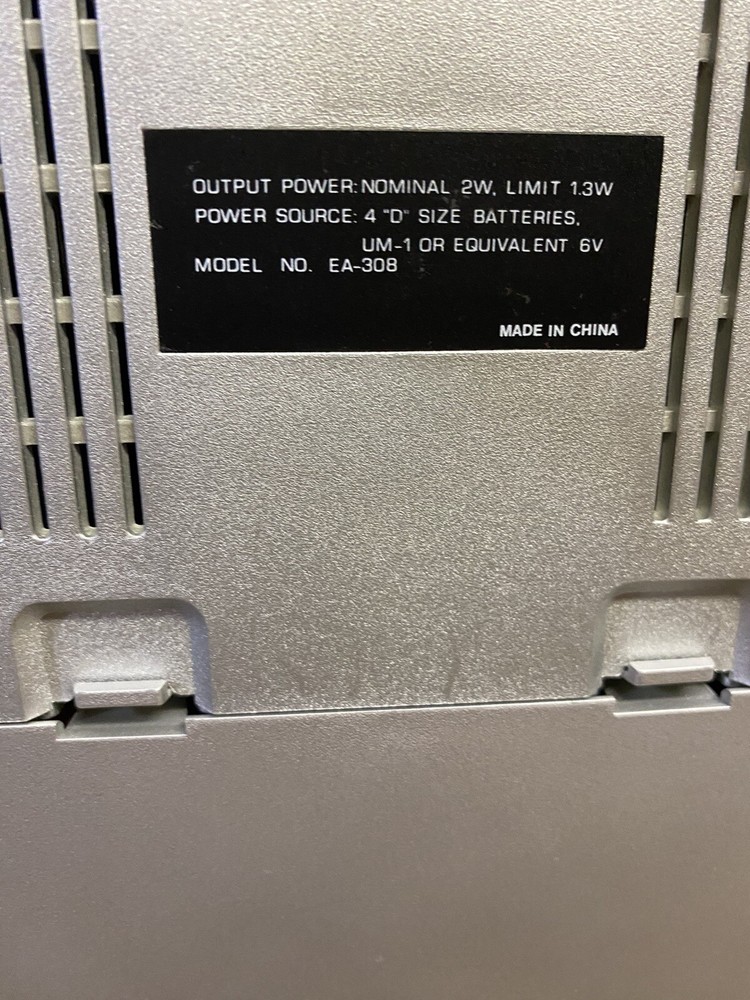 OUTPUT POWER: NOMINAL 2W, LIMIT 1.3W
POWER SOURCE: 4 "D" SIZE BATTERIES,
UM-1 OR EQUIVALENT 6V
MODEL NO. EA-308
MADE IN CHINA